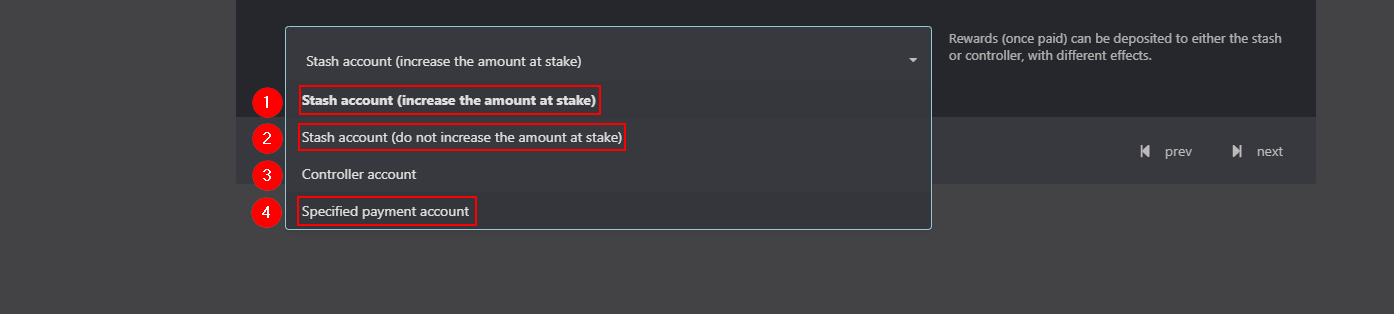 Stash account (increase the amount at stake)
Rewards (once paid) can be deposited to either the stash
or controller, with different effects.
1 Stash account (increase the amount at stake)
2 Stash account (do not increase the amount at stake)
3 Controller account
4 Specified payment account
prev next